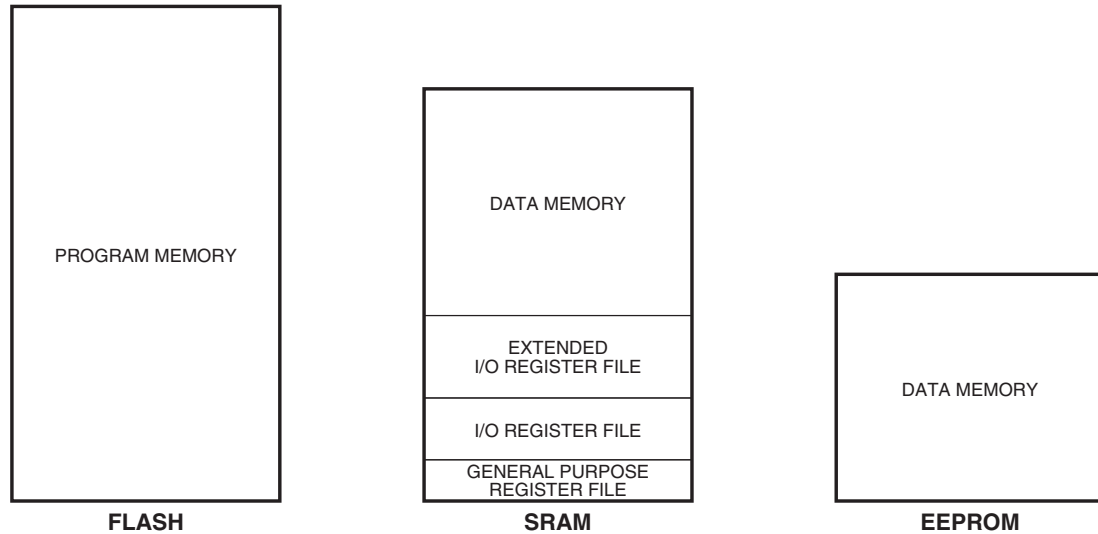 PROGRAM MEMORY
FLASH
DATA MEMORY
EXTENDED
I/O REGISTER FILE
I/O REGISTER FILE
GENERAL PURPOSE
REGISTER FILE
SRAM
DATA MEMORY
EEPROM